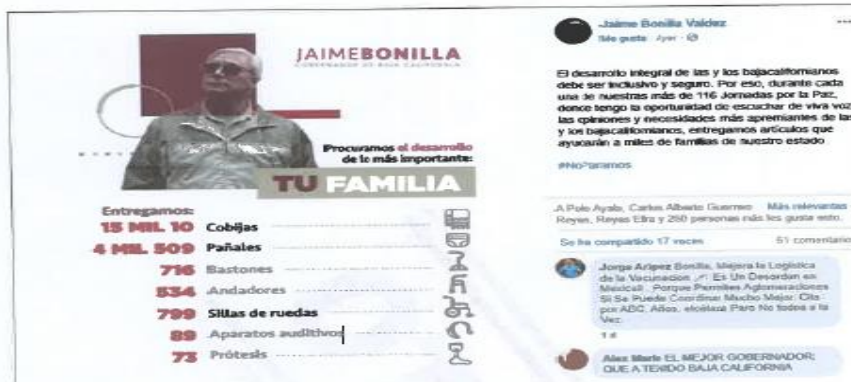 JAIMEBONILLA
GOBERNADOR DE BAJA CALIFORNIA
Procuramos el desarrollo
de lo más importante:
TU FAMILIA
Entregamos:
15 MIL 10 Cobijas
4 MIL 509 Pañales
716 Bastones
534 Andadores
799 Sillas de ruedas
89 Aparatos auditivos
73 Prótesis
Jaime Bonilla Valdez
Me gusta · Ayer ·
El desarrollo integral de las y los bajacalifornianos
debe ser inclusivo y seguro. Por eso, durante cada
una de nuestras más de 116 Jornadas por la Paz,
donde tengo la oportunidad de escuchar de viva voz
las opiniones y necesidades más apremiantes de las
y los bajacalifornianos, entregamos artículos que
ayudarán a miles de familias de nuestro estado
#NoParamos
A Polo Ayala, Carlos Alberto Guerrero
Reyes, Reyes Elra y 260 personas más les gusta esto.
Más relevantes
Se ha compartido 17 veces
51 comentario
Jorge Aripez Bonilla, Mejora la Logística
de la Vacunacion Es Un Desordan en
Mexicali , Porque Permites Aglomeraciones
Si Se Puede Coordinar Mucho Mejor. Cita
por ABC, Años, etcétera Paro No todos a la
Vez.
1 d
Alex Marle EL MEJOR GOBERNADOR;
QUE A TENIDO BAJA CALIFORNIA